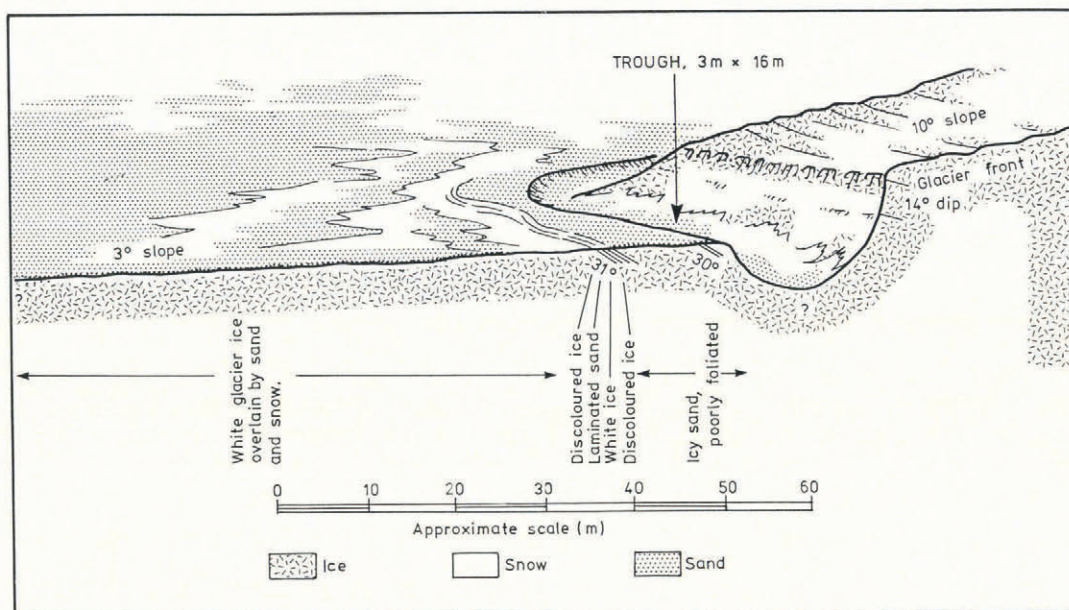 TROUGH, 3m × 16m
10° slope
Glacier front
14° dip
3° slope
31°
30°
?
?
White glacier ice
overlain by sand
and snow.
Discoloured ice
Laminated sand
White ice
Discoloured ice
Icy sand,
poorly foliated
0 10 20 30 40 50 60
Approximate scale (m)
Ice Snow Sand